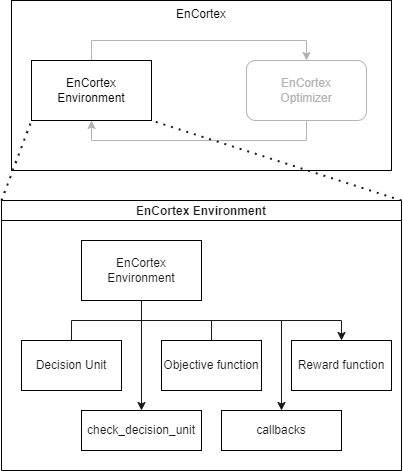 EnCortex
EnCortex
Environment
EnCortex
Optimizer
EnCortex Environment
EnCortex
Environment
Decision Unit
Objective function
Reward function
check_decision_unit
callbacks